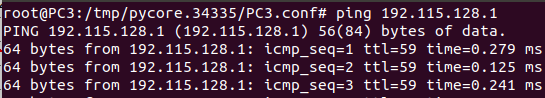 root@PC3:/tmp/pycore.34335/PC3.conf# ping 192.115.128.1
PING 192.115.128.1 (192.115.128.1) 56(84) bytes of data.
64 bytes from 192.115.128.1: icmp_seq=1 ttl=59 time=0.279 ms
64 bytes from 192.115.128.1: icmp_seq=2 ttl=59 time=0.125 ms
64 bytes from 192.115.128.1: icmp_seq=3 ttl=59 time=0.241 ms